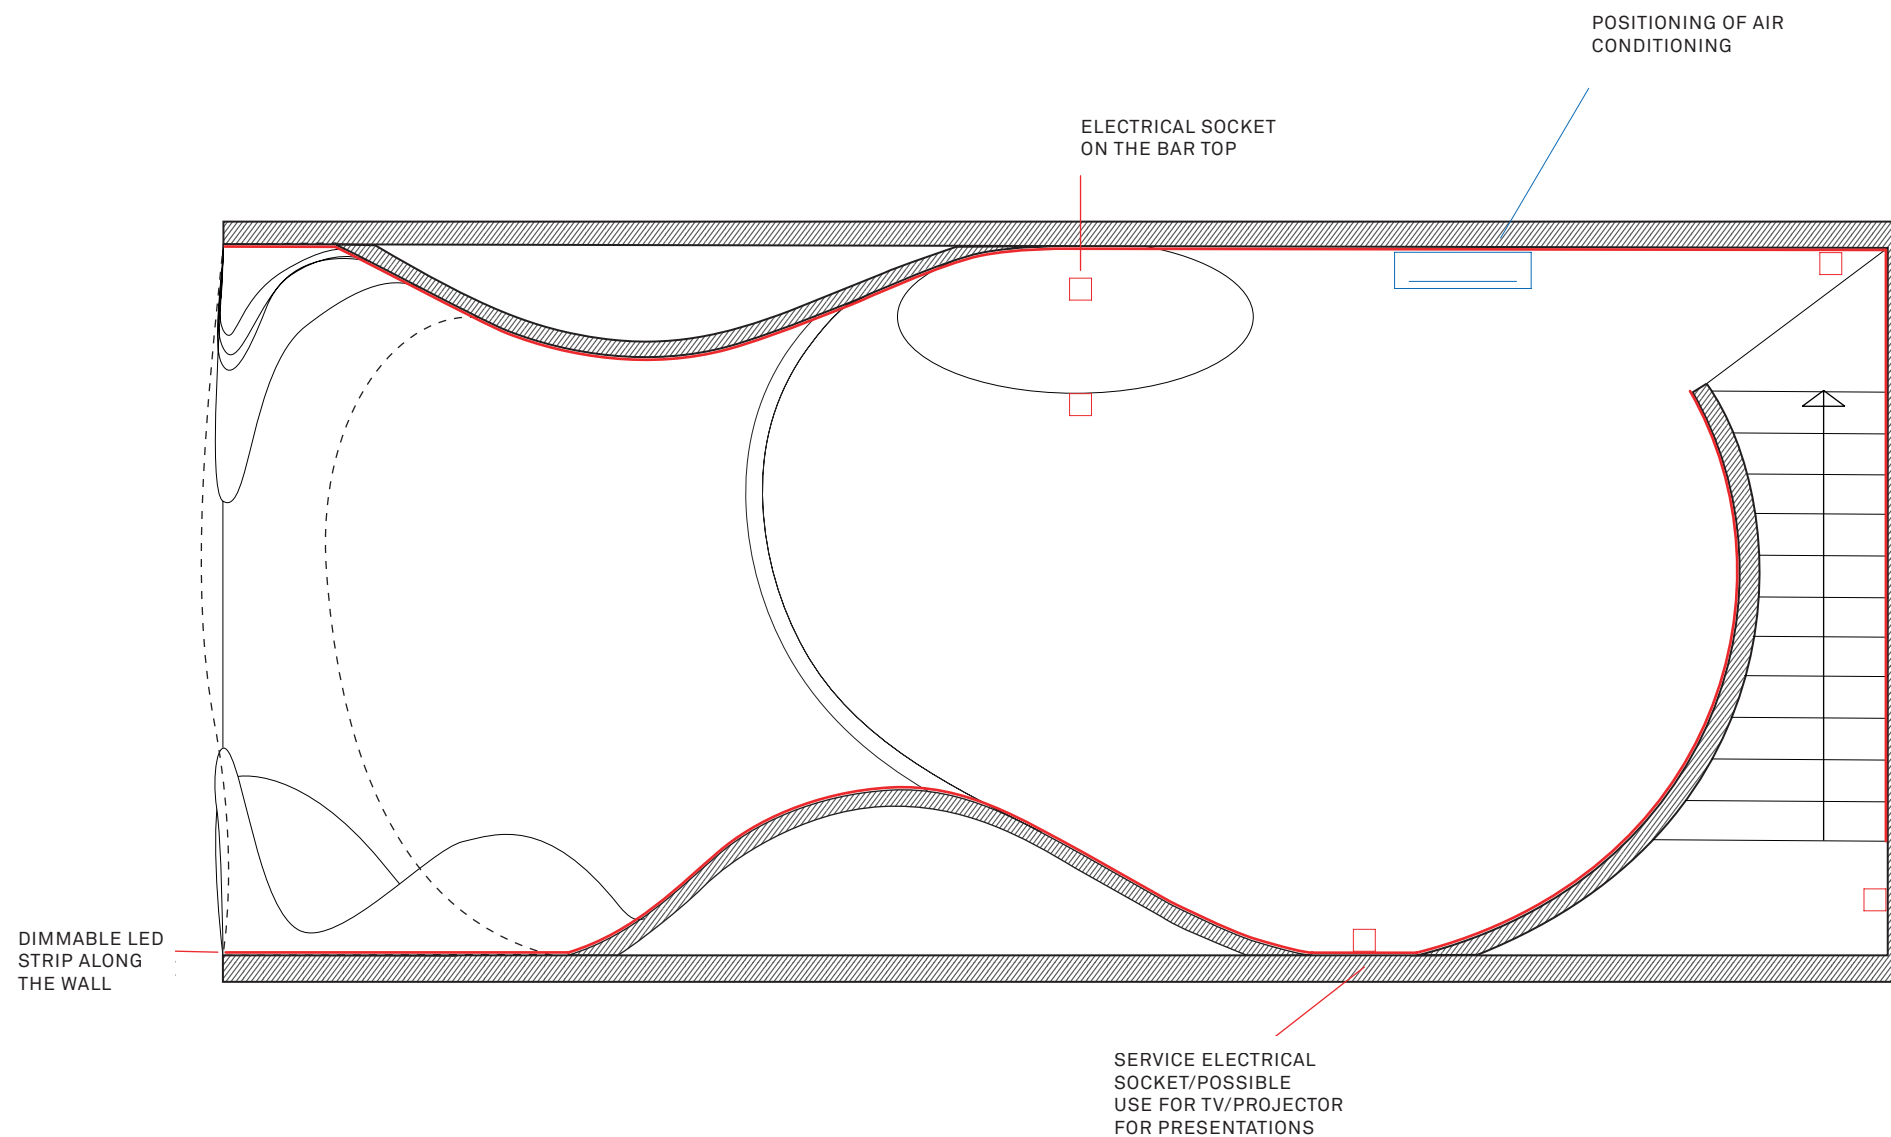 POSITIONING OF AIR
CONDITIONING
ELECTRICAL SOCKET
ON THE BAR TOP
DIMMABLE LED
STRIP ALONG
THE WALL
SERVICE ELECTRICAL
SOCKET/POSSIBLE
USE FOR TV/PROJECTOR
FOR PRESENTATIONS